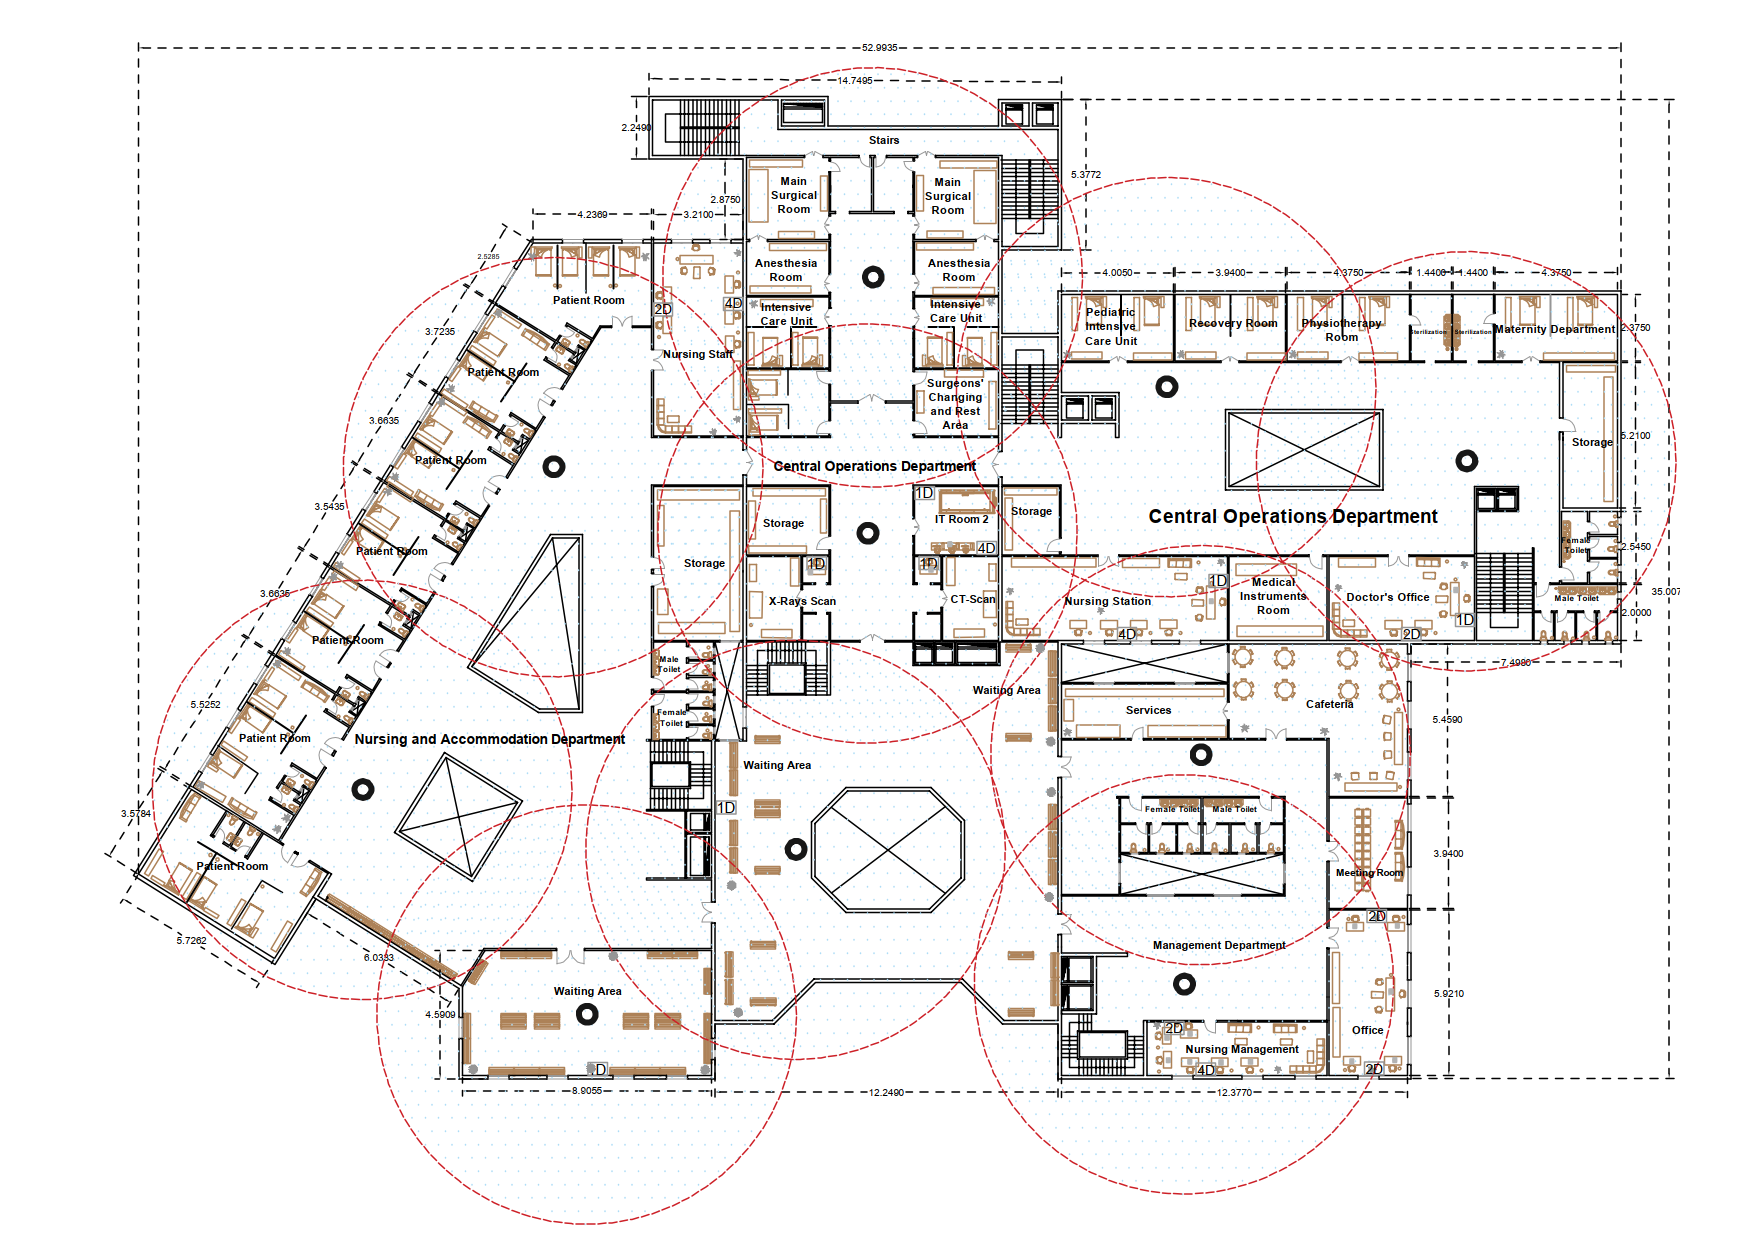 52.9935
14.7495
2.2490
Stairs
5.3772
2.8750
4.2369
3.2100
Main
Surgical
Room
Main
Surgical
Room
2.5285
Anesthesia
Room
Anesthesia
Room
4.0050
3.9400
4.3750
1.4400
1.4400
4.3750
Patient Room
2D
4D
Intensive
Care Unit
Intensive
Care Unit
Pediatric
Intensive
Care Unit
Recovery Room
Physiotherapy
Room
Sterilization
Sterilization
Maternity Department
2.3750
3.7235
Nursing Staff
Patient Room
Surgeons'
Changing
and Rest
Area
3.6635
Patient Room
Central Operations Department
Storage
5.2100
3.5435
Storage
1D
IT Room 2
4D
Storage
Central Operations Department
Patient Room
Storage
1D
1D
Female
Toilet
2.5450
3.6635
X-Rays Scan
CT-Scan
Nursing Station
1D
4D
Medical
Instruments
Room
Doctor's Office
2D
1D
Male Toilet
2.0000
35.007
Patient Room
Male
Toilet
7.4980
5.5252
Waiting Area
Services
Cafeteria
5.4590
Female
Toilet
Patient Room
Nursing and Accommodation Department
Waiting Area
3.5784
1D
Female Toilet
Male Toilet
3.9400
Patient Room
Meeting Room
2D
5.7262
6.0333
Management Department
Waiting Area
5.9210
4.5909
2D
Office
Nursing Management
1D
4D
2D
8.9055
12.2490
12.3770